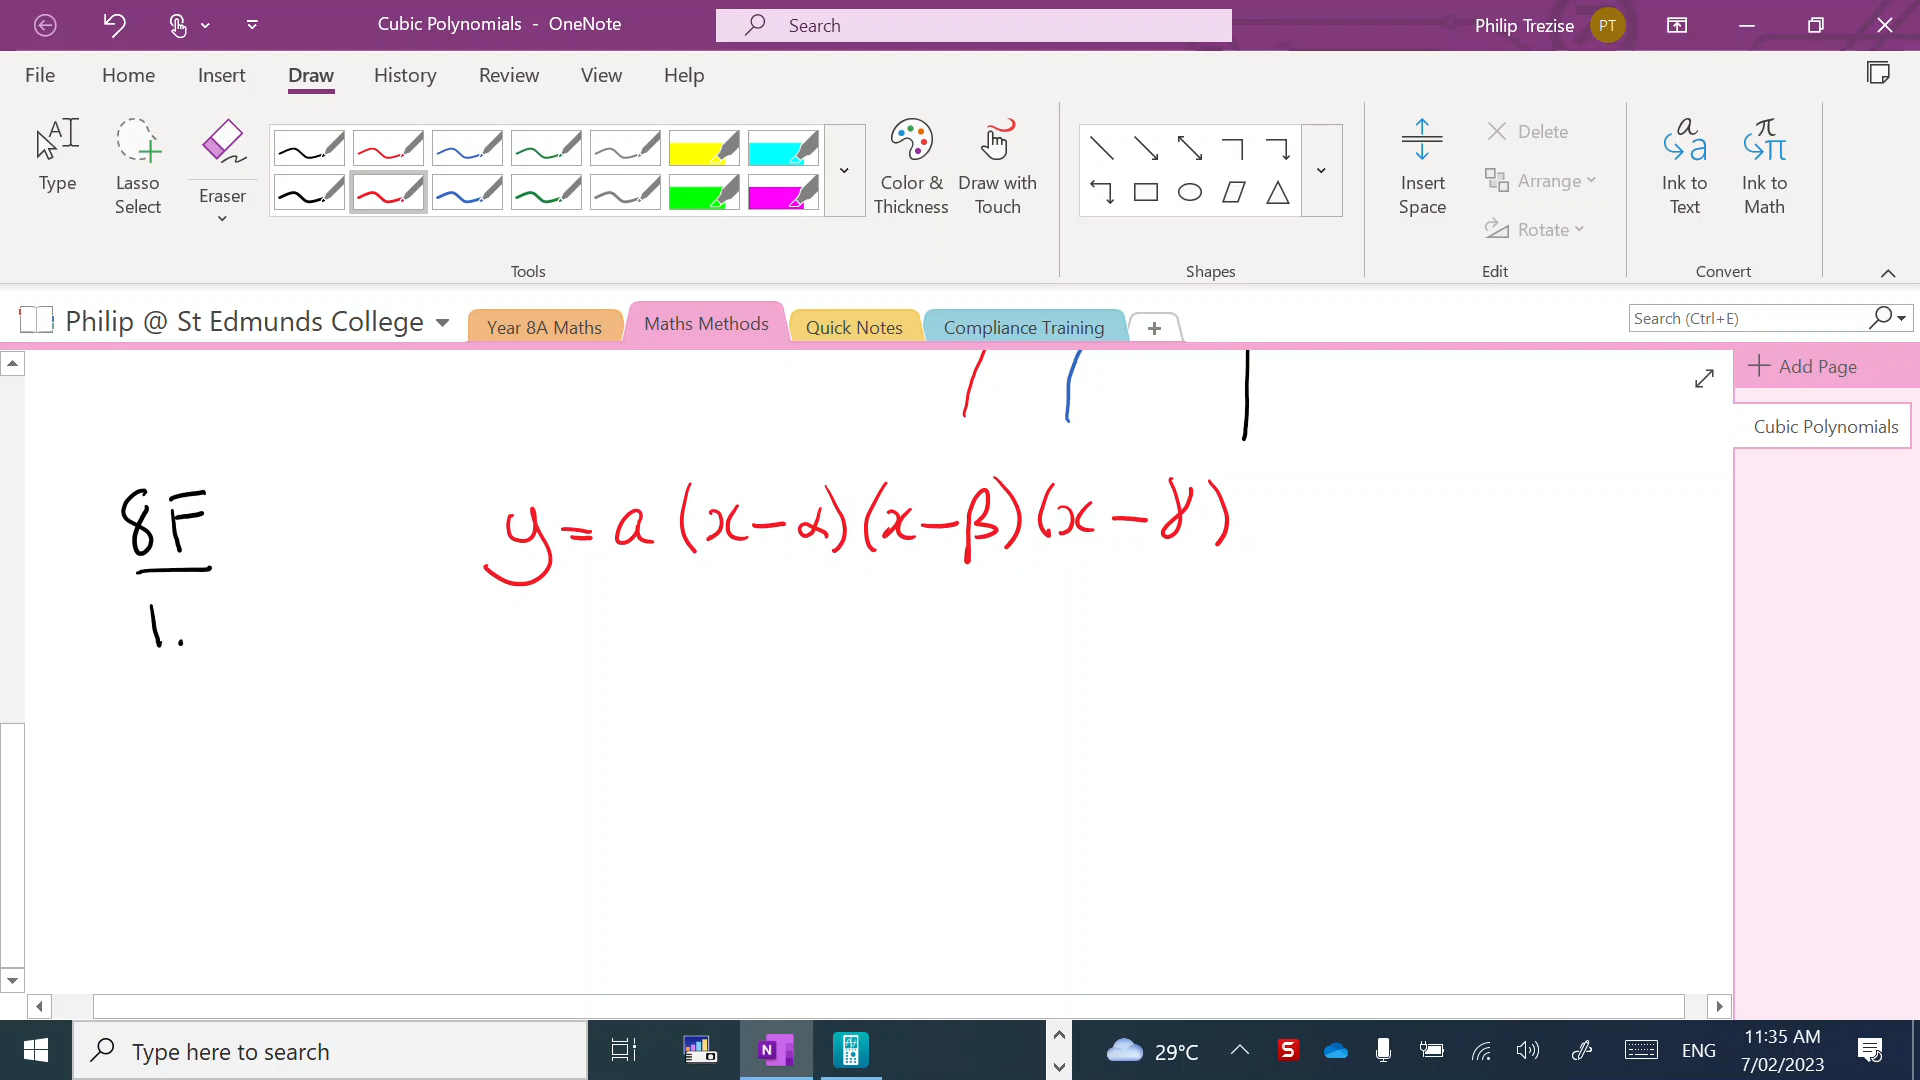 Cubic Polynomials - OneNote
Search
Philip Trezise
PT
File Home Insert Draw History Review View Help
Type
Lasso Select
Eraser
Color & Thickness
Draw with Touch
Insert Space
Delete
Arrange
Rotate
Ink to Text
Ink to Math
Tools
Shapes
Edit
Convert
Philip @ St Edmunds College
Year 8A Maths
Maths Methods
Quick Notes
Compliance Training
Search (Ctrl+E)
Add Page
Cubic Polynomials
8F
y = a (x-α)(x-β)(x-γ)
1.
Type here to search
29°C
ENG
11:35 AM
7/02/2023